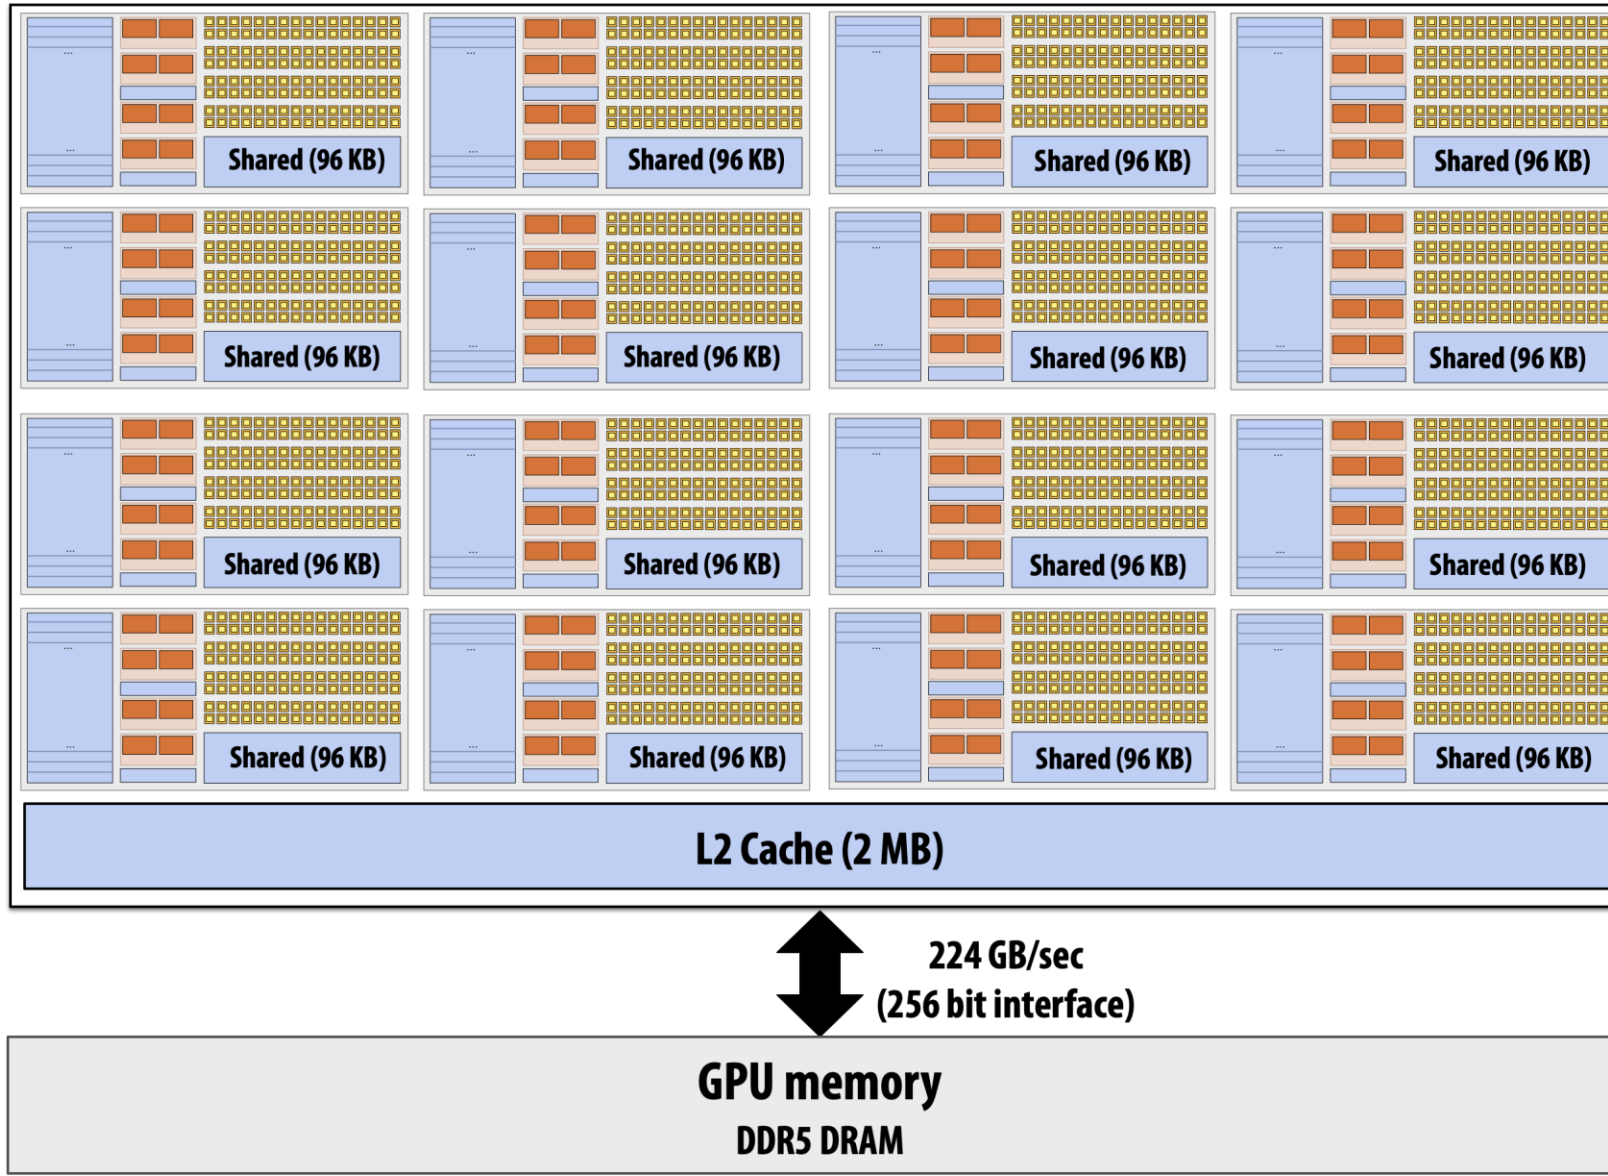 Shared (96 KB) Shared (96 KB) Shared (96 KB) Shared (96 KB)
Shared (96 KB) Shared (96 KB) Shared (96 KB) Shared (96 KB)
Shared (96 KB) Shared (96 KB) Shared (96 KB) Shared (96 KB)
Shared (96 KB) Shared (96 KB) Shared (96 KB) Shared (96 KB)
L2 Cache (2 MB)
224 GB/sec
(256 bit interface)
GPU memory
DDR5 DRAM